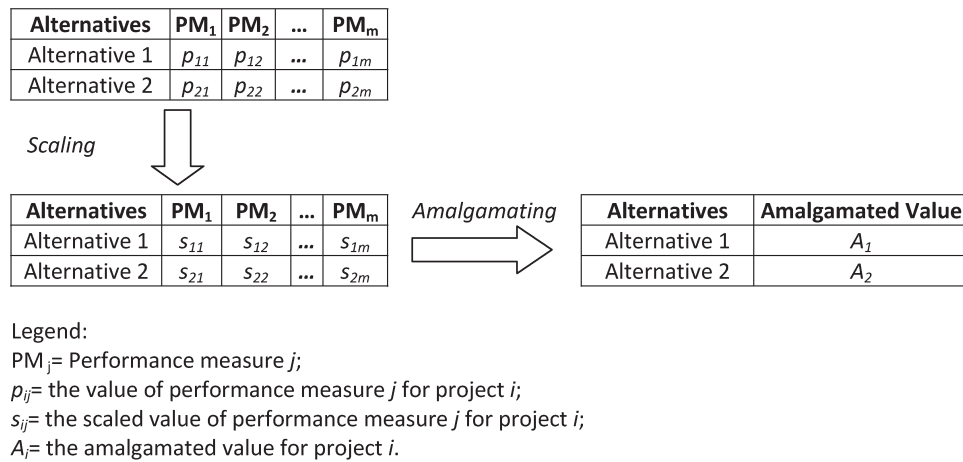 Alternatives PM₁ PM₂ ... PMₘ
Alternative 1 p₁₁ p₁₂ ... p₁ₘ
Alternative 2 p₂₁ p₂₂ ... p₂ₘ
Scaling
Alternatives PM₁ PM₂ ... PMₘ
Alternative 1 s₁₁ s₁₂ ... s₁ₘ
Alternative 2 s₂₁ s₂₂ ... s₂ₘ
Amalgamating
Alternatives Amalgamated Value
Alternative 1 A₁
Alternative 2 A₂
Legend:
PM ⱼ= Performance measure j;
pᵢⱼ= the value of performance measure j for project i;
sᵢⱼ= the scaled value of performance measure j for project i;
Aᵢ= the amalgamated value for project i.